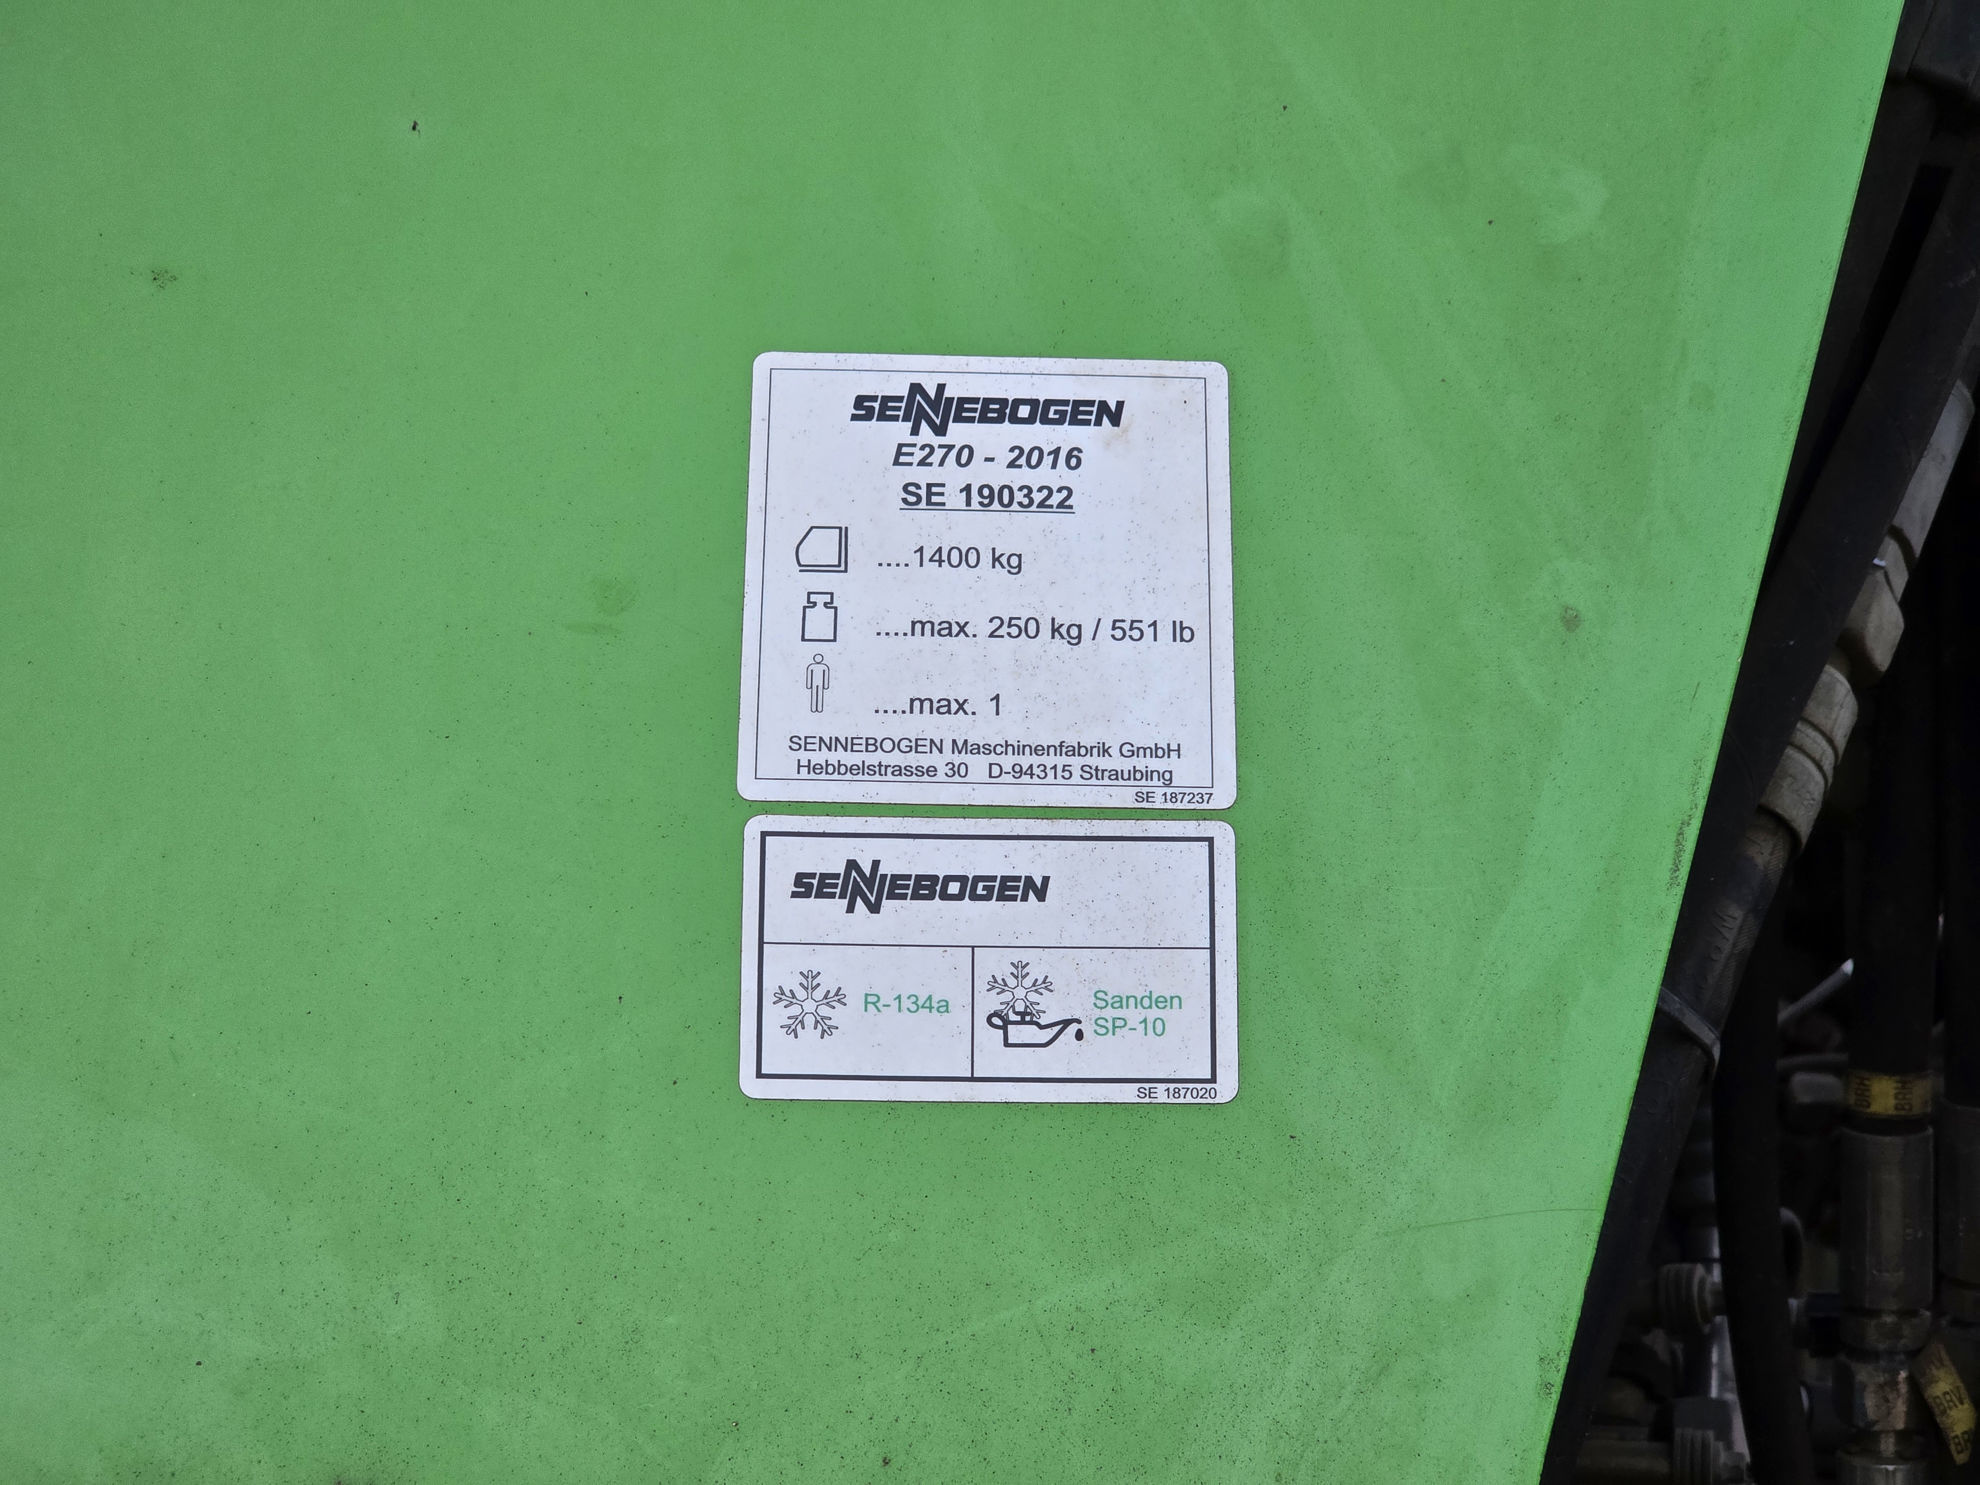 SENNEBOGEN
E270 - 2016
SE 190322
....1400 kg
....max. 250 kg / 551 lb
....max. 1
SENNEBOGEN Maschinenfabrik GmbH
Hebbelstrasse 30 D-94315 Straubing
SE 187237
SENNEBOGEN
R-134a
Sanden
SP-10
SE 187020